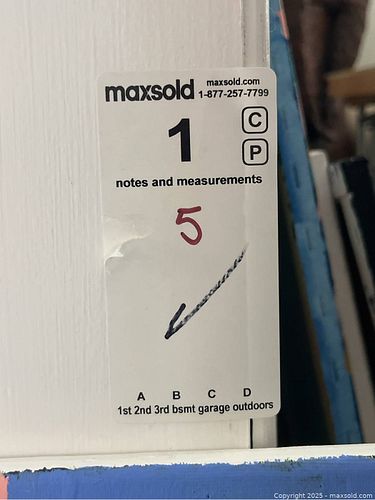 maxsold
maxsold.com
1-877-257-7799
1
C
P
notes and measurements
5
A B C D
1st 2nd 3rd bsmt garage outdoors
Copyright 2025 - maxsold.com